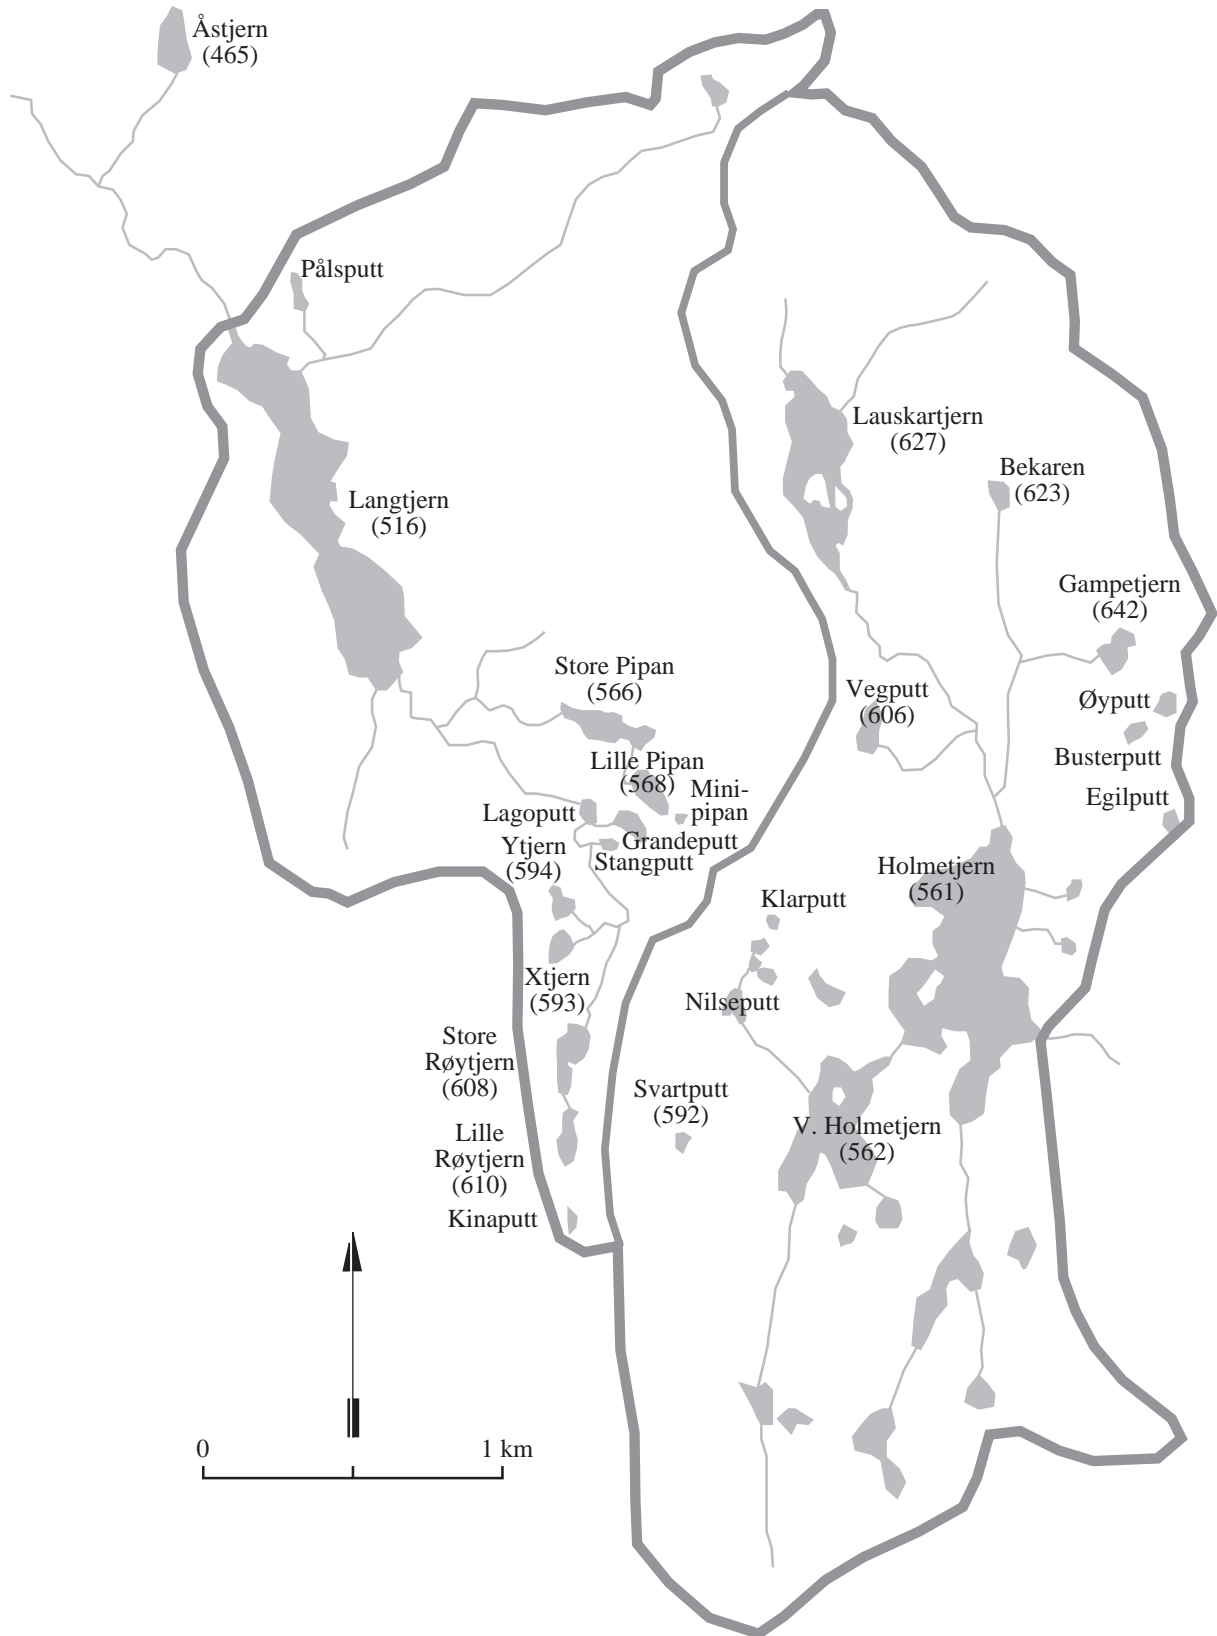 Åstjern
(465)
Pålsputt
Lauskartjern
(627)
Bekaren
(623)
Langtjern
(516)
Gampetjern
(642)
Store Pipan
(566)
Vegputt
(606)
Øyputt
Busterputt
Lille Pipan
(568)
Mini-
pipan
Egilputt
Lagoputt
Grandeputt
Stangputt
Ytjern
(594)
Holmetjern
(561)
Klarputt
Xtjern
(593)
Nilseputt
Store
Røytjern
(608)
Svartputt
(592)
V. Holmetjern
(562)
Lille
Røytjern
(610)
Kinaputt
0 1 km